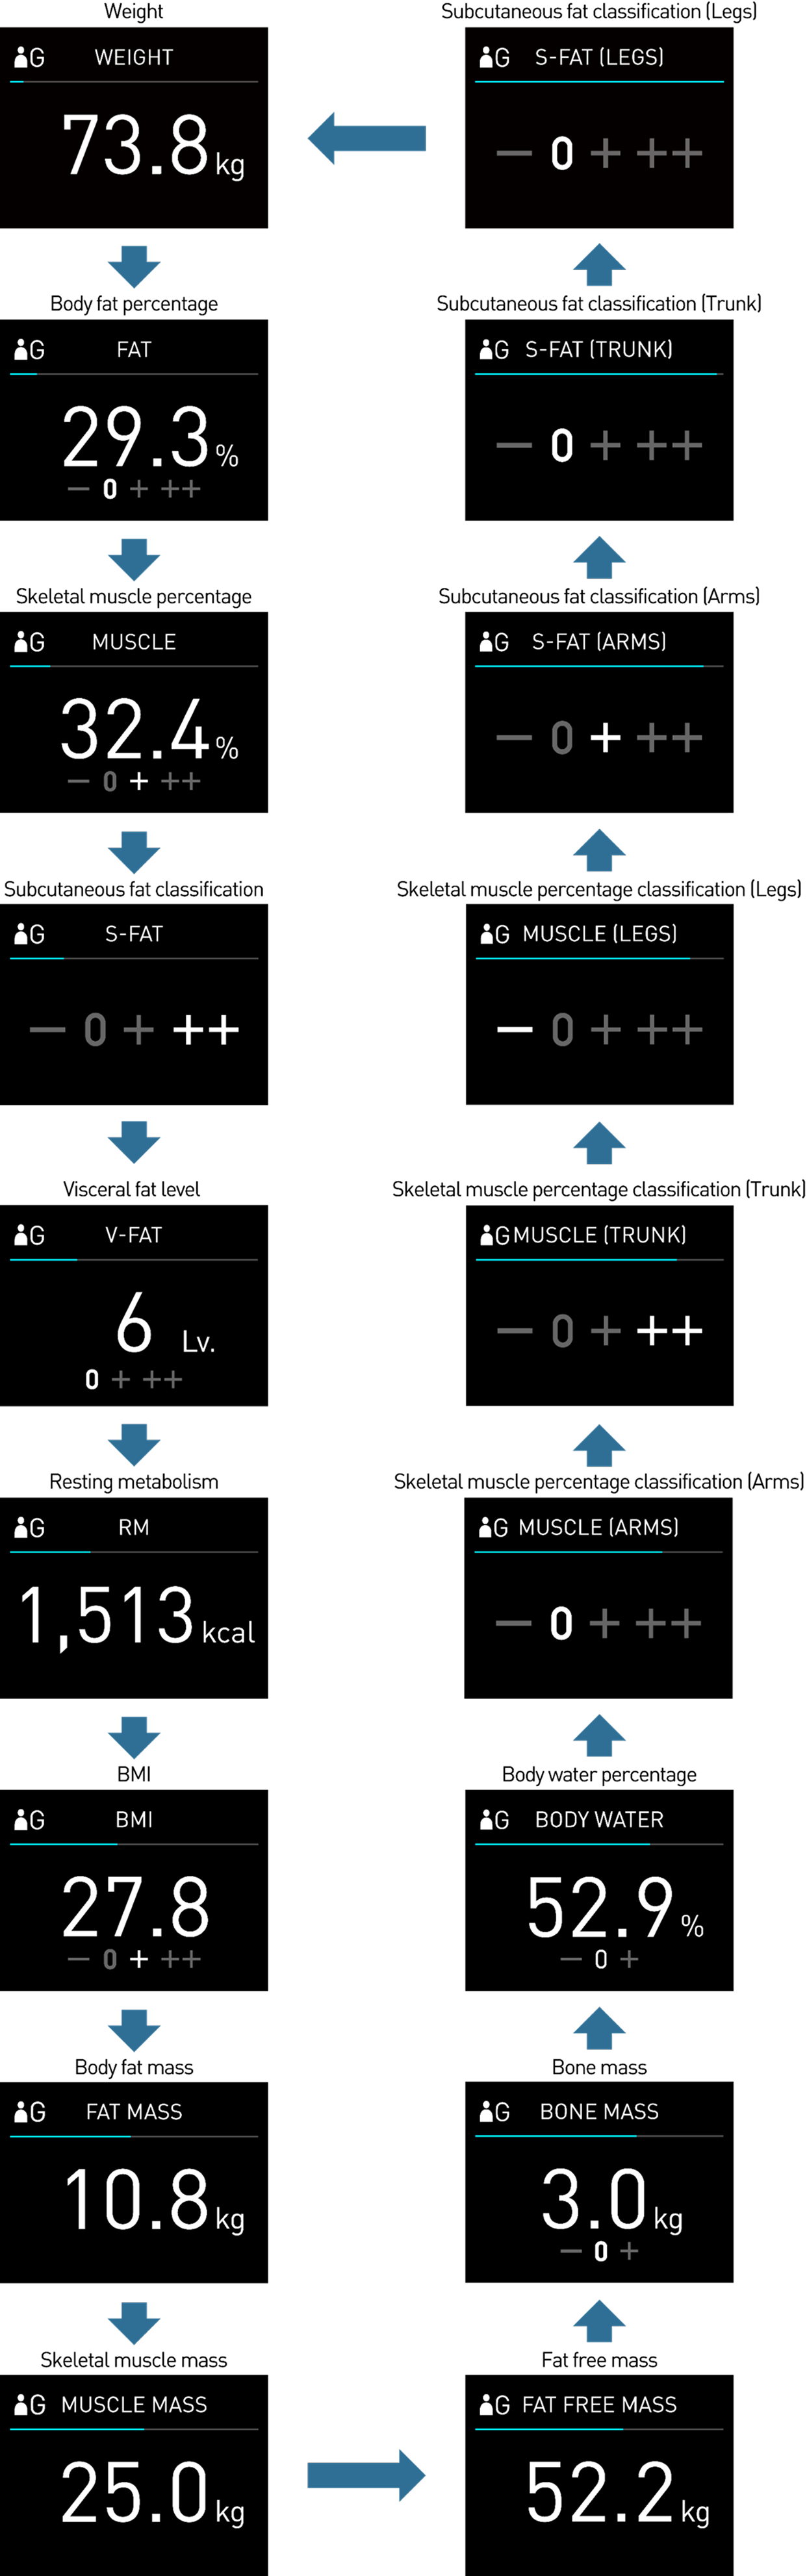 Weight
G WEIGHT
73.8 kg
Body fat percentage
G FAT
29.3 %
– 0 + ++
Skeletal muscle percentage
G MUSCLE
32.4 %
– 0 + ++
Subcutaneous fat classification
G S-FAT
– 0 + ++
Visceral fat level
G V-FAT
6 Lv.
0 + ++
Resting metabolism
G RM
1,513 kcal
BMI
G BMI
27.8
– 0 + ++
Body fat mass
G FAT MASS
10.8 kg
Skeletal muscle mass
G MUSCLE MASS
25.0 kg
Fat free mass
G FAT FREE MASS
52.2 kg
Bone mass
G BONE MASS
3.0 kg
– 0 +
Body water percentage
G BODY WATER
52.9 %
– 0 +
Skeletal muscle percentage classification (Arms)
G MUSCLE (ARMS)
– 0 + ++
Skeletal muscle percentage classification (Trunk)
G MUSCLE (TRUNK)
– 0 + ++
Skeletal muscle percentage classification (Legs)
G MUSCLE (LEGS)
– 0 + ++
Subcutaneous fat classification (Arms)
G S-FAT (ARMS)
– 0 + ++
Subcutaneous fat classification (Trunk)
G S-FAT (TRUNK)
– 0 + ++
Subcutaneous fat classification (Legs)
G S-FAT (LEGS)
– 0 + ++